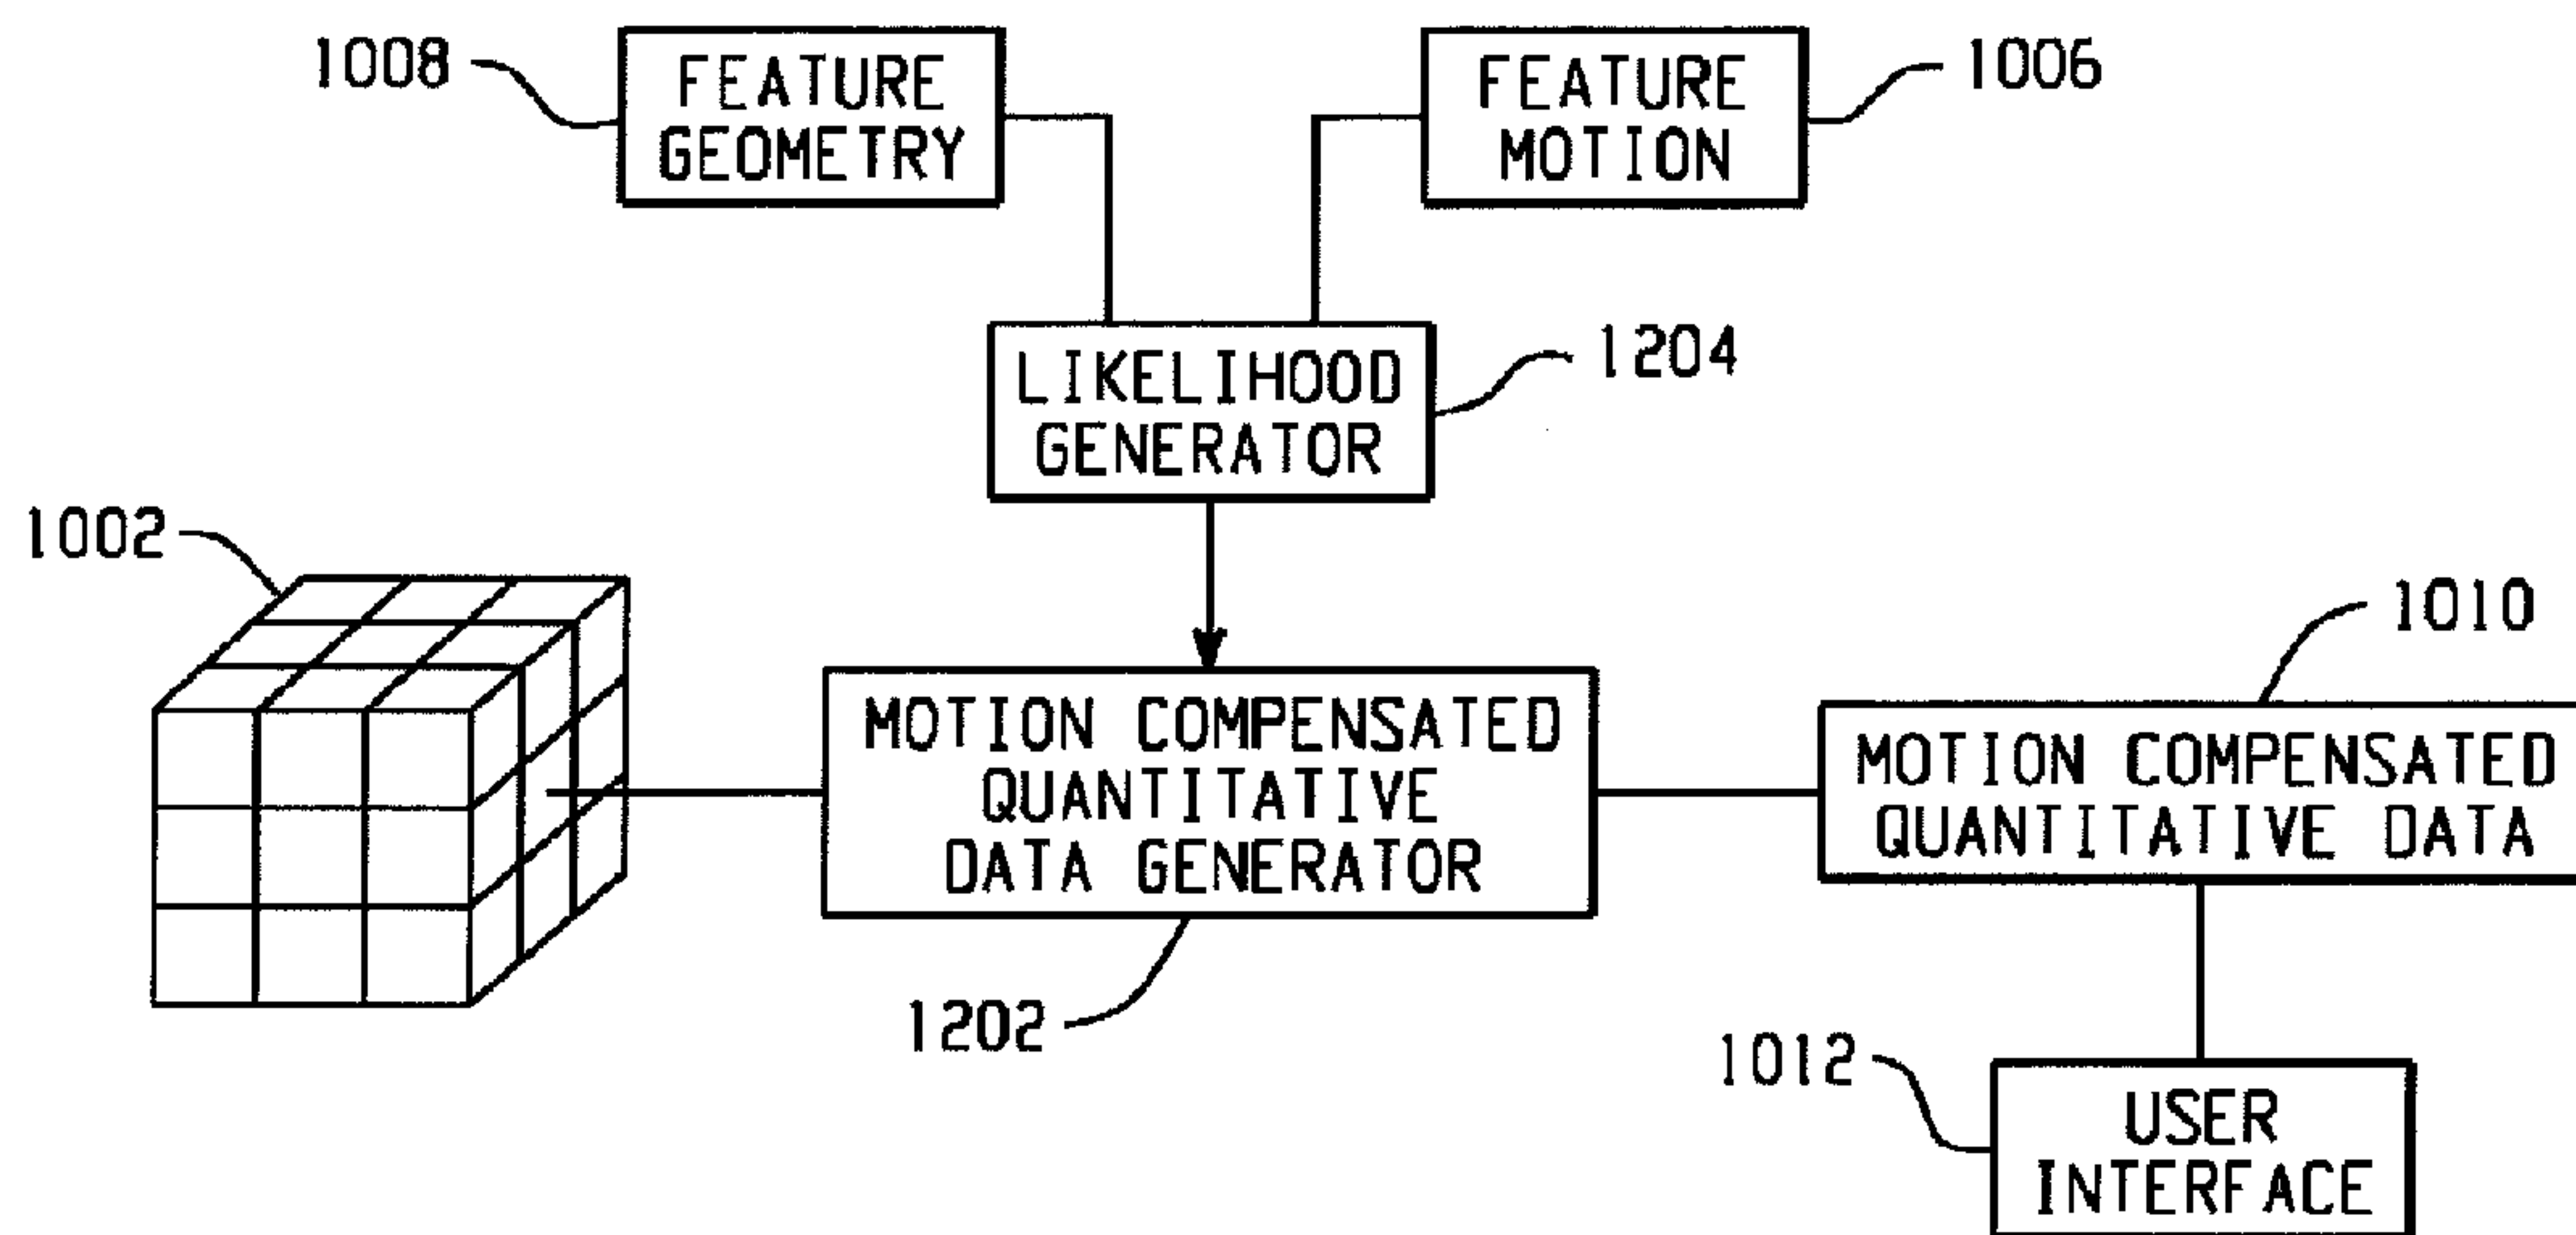 1008
FEATURE
GEOMETRY
FEATURE
MOTION
1006
LIKELIHOOD
GENERATOR
1204
1002
MOTION COMPENSATED
QUANTITATIVE
DATA GENERATOR
1202
1010
MOTION COMPENSATED
QUANTITATIVE DATA
1012
USER
INTERFACE